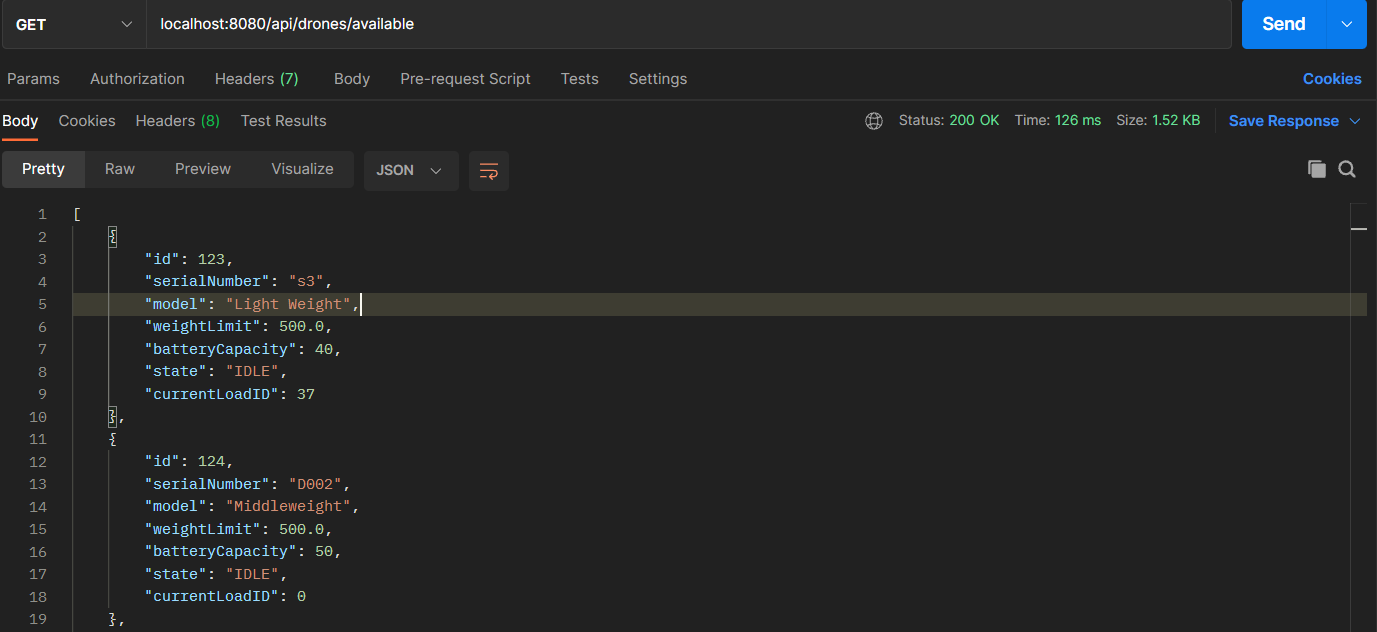 GET localhost:8080/api/drones/available Send
Params Authorization Headers (7) Body Pre-request Script Tests Settings Cookies
Body Cookies Headers (8) Test Results Status: 200 OK Time: 126 ms Size: 1.52 KB Save Response
Pretty Raw Preview Visualize JSON
1 [
2 {
3 "id": 123,
4 "serialNumber": "s3",
5 "model": "Light Weight",
6 "weightLimit": 500.0,
7 "batteryCapacity": 40,
8 "state": "IDLE",
9 "currentLoadID": 37
10 },
11 {
12 "id": 124,
13 "serialNumber": "D002",
14 "model": "Middleweight",
15 "weightLimit": 500.0,
16 "batteryCapacity": 50,
17 "state": "IDLE",
18 "currentLoadID": 0
19 },